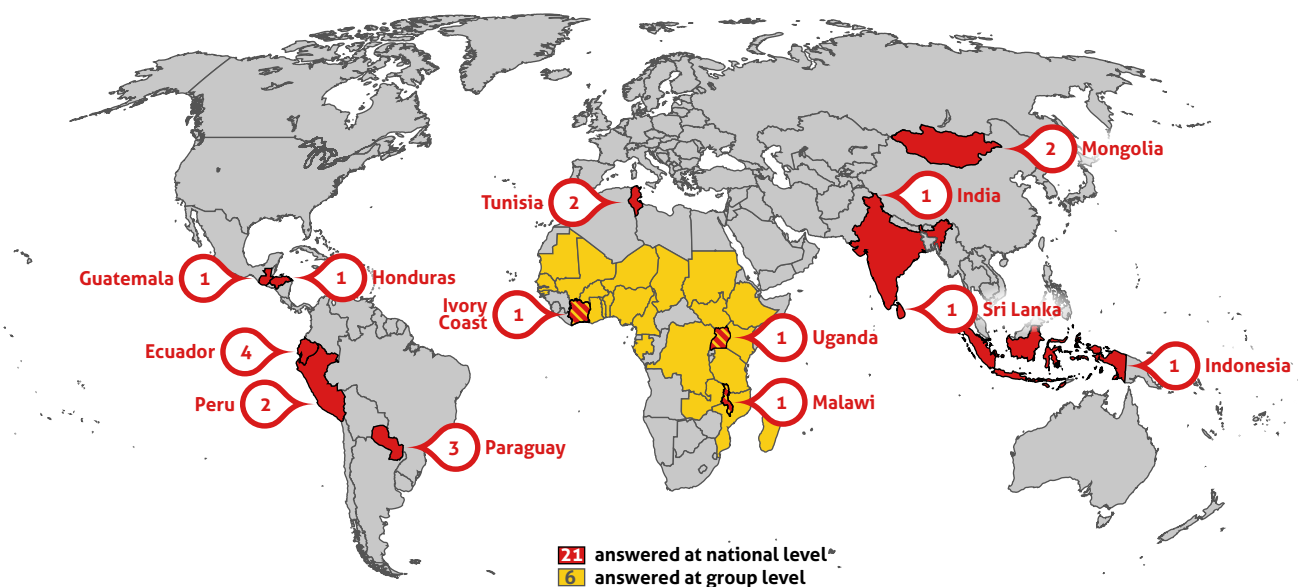 2 Mongolia
1 India
Tunisia 2
Guatemala 1
1 Honduras
Ivory
Coast 1
1 Sri Lanka
Ecuador 4
1 Uganda
1 Indonesia
Peru 2
1 Malawi
3 Paraguay
21 answered at national level*
6 answered at group level